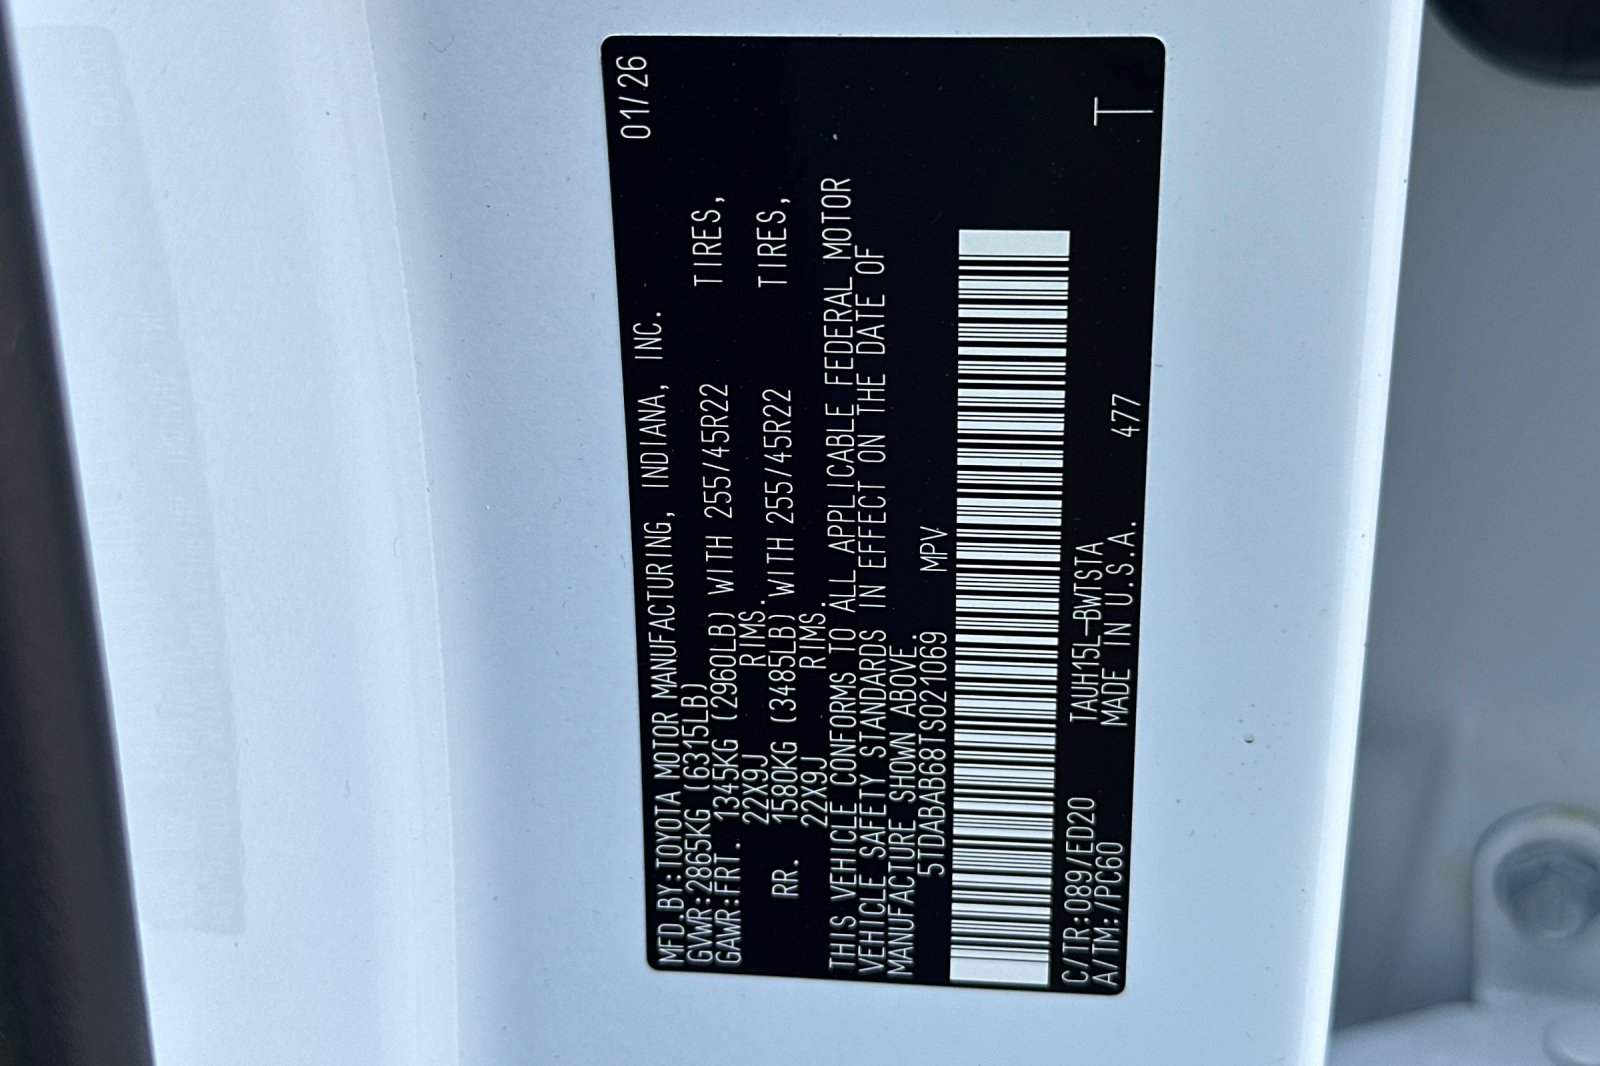 01/26
MFD.BY:TOYOTA MOTOR MANUFACTURING, INDIANA, INC.
GVWR:2865KG (6315LB)
GAWR:FRT. 1345KG (2960LB) WITH 255/45R22 TIRES,
22X9J RIMS.
RR. 1580KG (3485LB) WITH 255/45R22 TIRES,
22X9J RIMS.
THIS VEHICLE CONFORMS TO ALL APPLICABLE FEDERAL MOTOR
VEHICLE SAFETY STANDARDS IN EFFECT ON THE DATE OF
MANUFACTURE SHOWN ABOVE.
5TDABAB68TS021069 MPV
C/TR:089/ED20 TAUH15L-BWTSTA
A/TM:/PC60 MADE IN U.S.A. 477 T